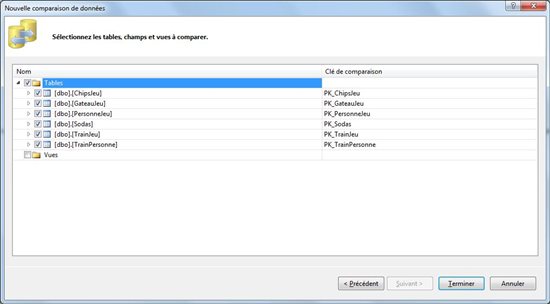 Nouvelle comparaison de données
Sélectionnez les tables, champs et vues à comparer.
Nom Clé de comparaison
Tables
[dbo].[ChipsJeu] PK_ChipsJeu
[dbo].[GateauJeu] PK_GateauJeu
[dbo].[PersonneJeu] PK_PersonneJeu
[dbo].[Sodas] PK_Sodas
[dbo].[TrainJeu] PK_TrainJeu
[dbo].[TrainPersonne] PK_TrainPersonne
Vues
< Précédent Suivant > Terminer Annuler